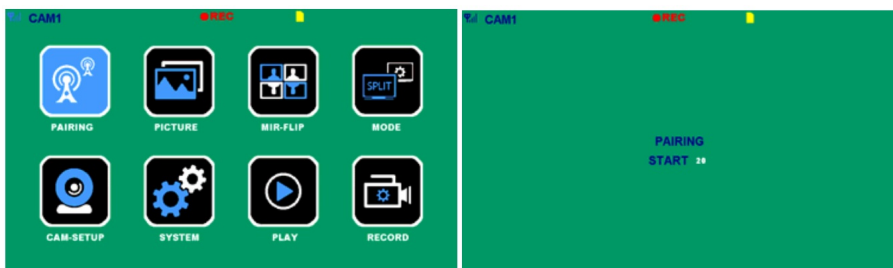 CAM1 REC
PAIRING PICTURE MIR-FLIP SPLIT MODE
CAM-SETUP SYSTEM PLAY RECORD
CAM1 REC
PAIRING
START 20